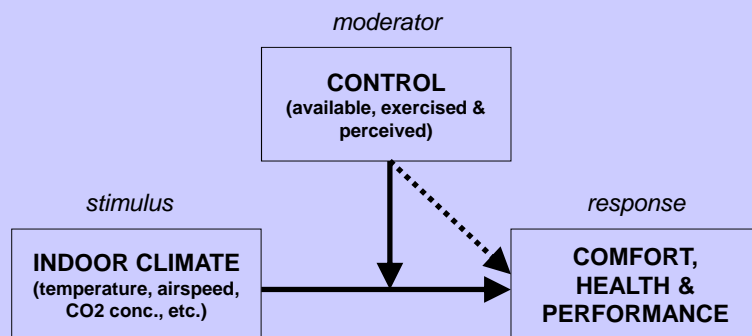 moderator
CONTROL
(available, exercised &
perceived)
stimulus
INDOOR CLIMATE
(temperature, airspeed,
CO2 conc., etc.)
response
COMFORT,
HEALTH &
PERFORMANCE